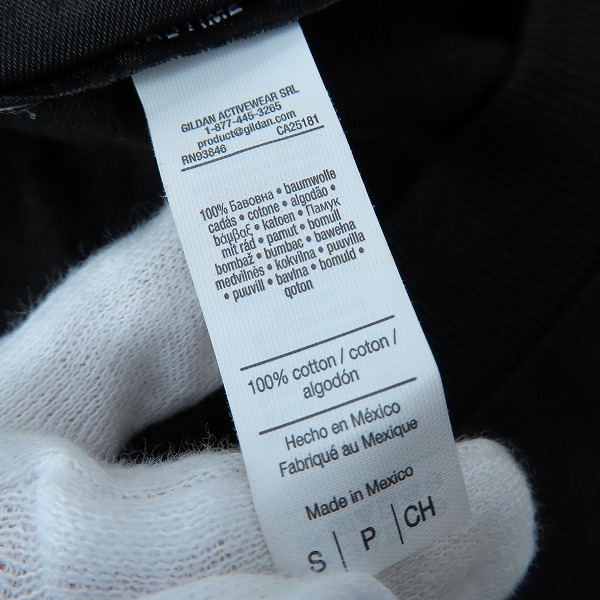 GILDAN ACTIVEWEAR SRL
1-877-445-3265
product@gildan.com
RN93846 CA25181
100% Бавовна • baumwolle
cadás • cotone • algodão •
βάμβοξ • katoen • Памук
mit rád • pamut • bomull
bombaž • bumbac • bawełna
medvilnės • kokvilna • puuvilla
• puuvill • bavlna • bomuld •
qoton
100% cotton / coton /
algodón
Hecho en México
Fabriqué au Mexique
Made in Mexico
S | P | CH